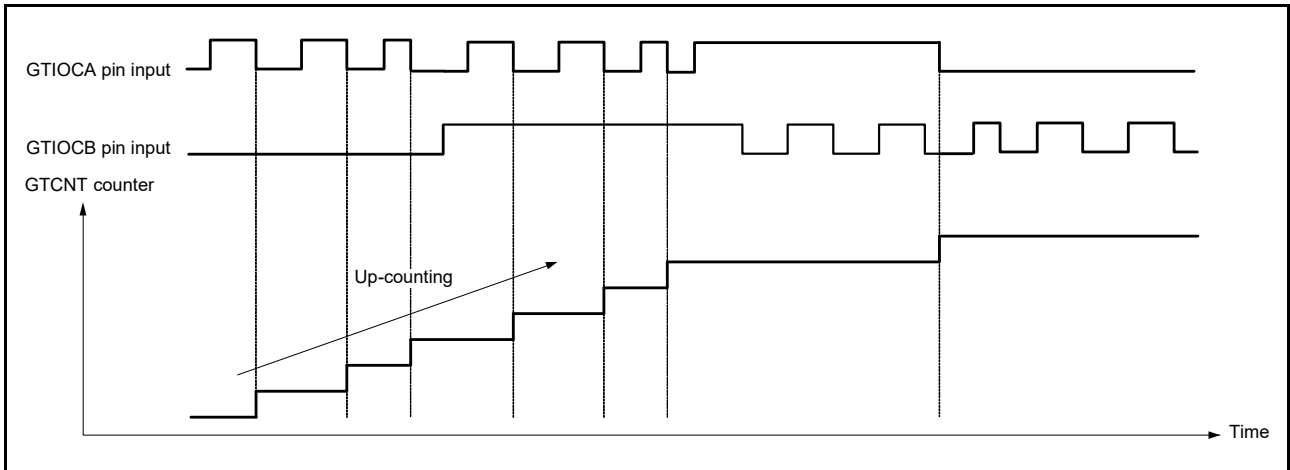 GTIOCA pin input
GTIOCB pin input
GTCNT counter
Up-counting
Time